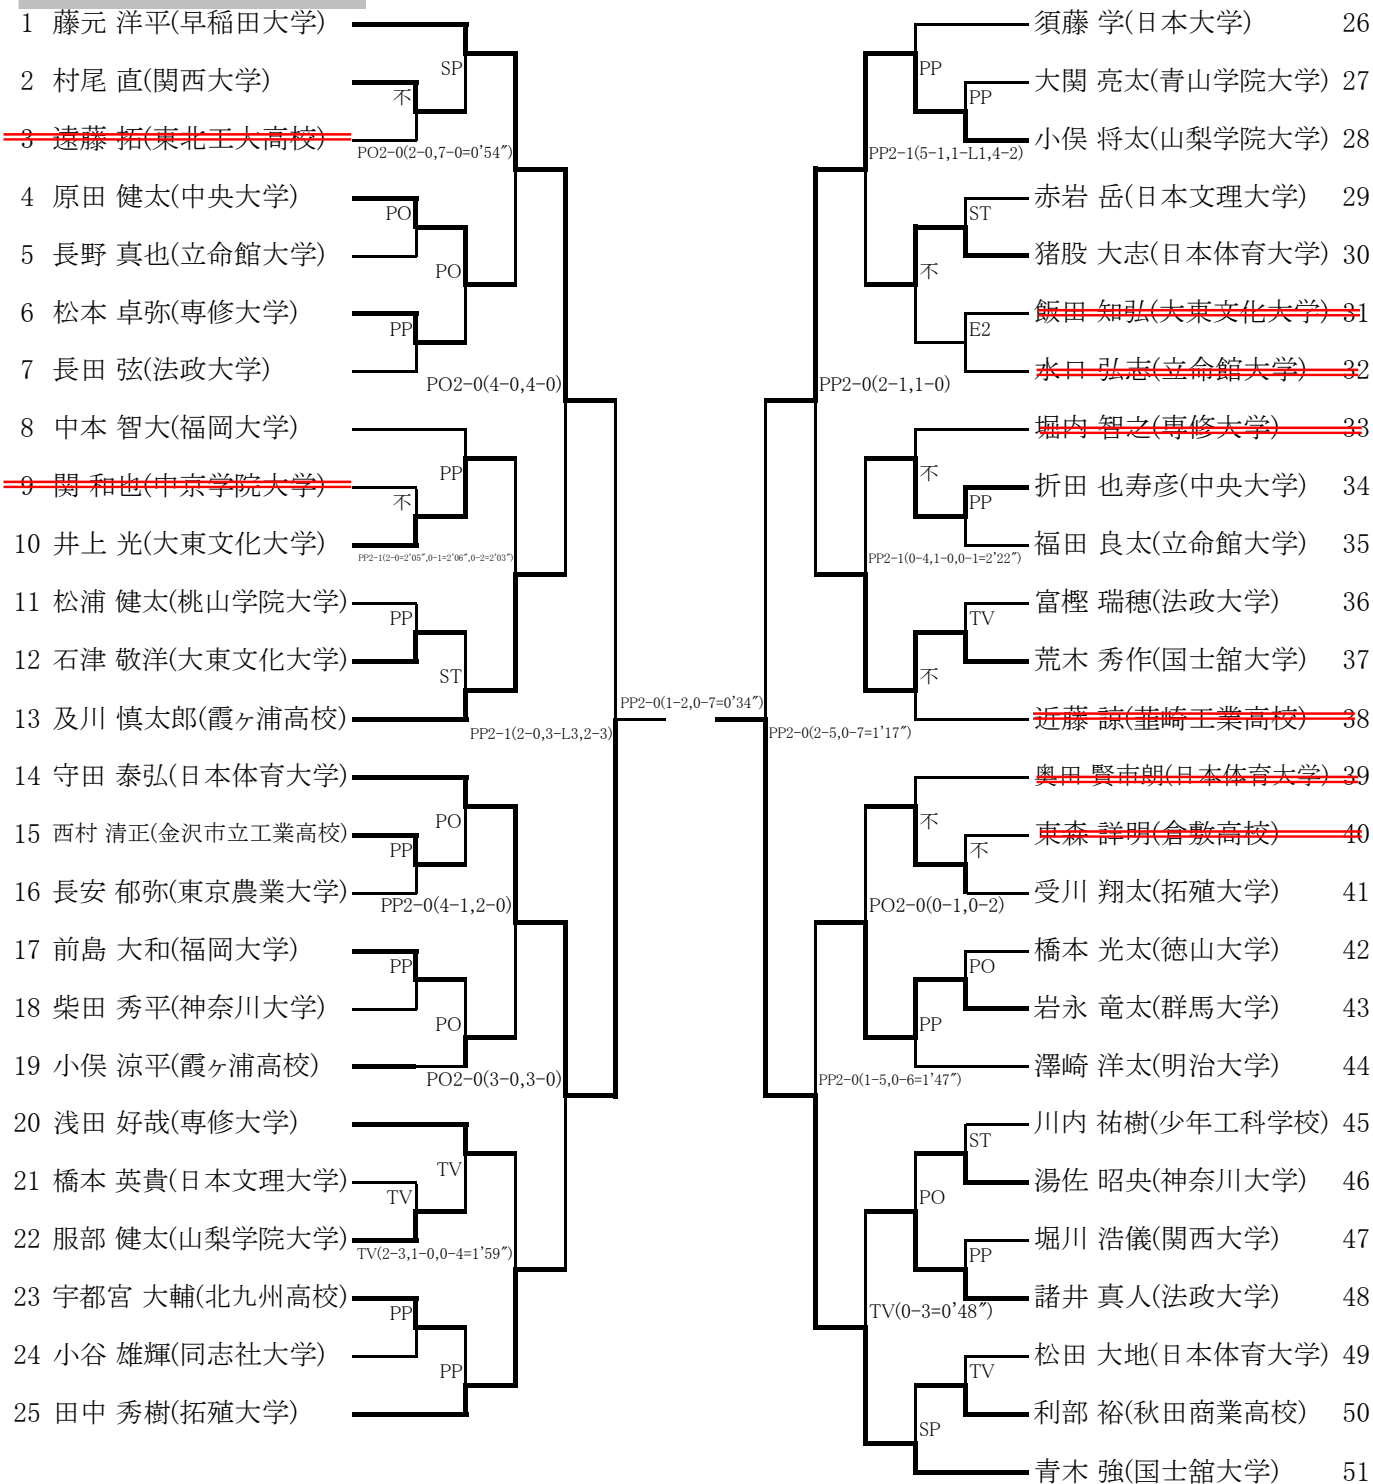 1 藤元 洋平(早稲田大学)
SP
2 村尾 直(関西大学)
不
3 遠藤 拓(東北工大高校)
PO2-0(2-0,7-0=0'54")
4 原田 健太(中央大学)
PO
5 長野 真也(立命館大学)
PO
6 松本 卓弥(専修大学)
PP
7 長田 弦(法政大学)
PO2-0(4-0,4-0)
8 中本 智大(福岡大学)
PP
9 関 和也(中京学院大学)
不
10 井上 光(大東文化大学)
PP2-1(2-0=2'05",0-1=2'06",0-2=2'03")
11 松浦 健太(桃山学院大学)
PP
12 石津 敬洋(大東文化大学)
ST
13 及川 慎太郎(霞ヶ浦高校)
PP2-1(2-0,3-L3,2-3)
14 守田 泰弘(日本体育大学)
PO
15 西村 清正(金沢市立工業高校)
PP
16 長安 郁弥(東京農業大学)
PP2-0(4-1,2-0)
17 前島 大和(福岡大学)
PP
18 柴田 秀平(神奈川大学)
PO
19 小俣 涼平(霞ヶ浦高校)
PO2-0(3-0,3-0)
20 浅田 好哉(専修大学)
TV
21 橋本 英貴(日本文理大学)
TV
22 服部 健太(山梨学院大学)
TV(2-3,1-0,0-4=1'59")
23 宇都宮 大輔(北九州高校)
PP
24 小谷 雄輝(同志社大学)
PP
25 田中 秀樹(拓殖大学)
PP2-0(1-2,0-7=0'34")
須藤 学(日本大学) 26
PP
大関 亮太(青山学院大学) 27
PP
小俣 将太(山梨学院大学) 28
PP2-1(5-1,1-L1,4-2)
赤岩 岳(日本文理大学) 29
ST
猪股 大志(日本体育大学) 30
不
飯田 知弘(大東文化大学) 31
E2
水口 弘志(立命館大学) 32
PP2-0(2-1,1-0)
堀内 智之(専修大学) 33
不
折田 也寿彦(中央大学) 34
PP
福田 良太(立命館大学) 35
PP2-1(0-4,1-0,0-1=2'22")
富樫 瑞穂(法政大学) 36
TV
荒木 秀作(国士舘大学) 37
不
近藤 諒(韮崎工業高校) 38
PP2-0(2-5,0-7=1'17")
奥田 賢市朗(日本体育大学) 39
不
東森 詳明(倉敷高校) 40
不
受川 翔太(拓殖大学) 41
PO2-0(0-1,0-2)
橋本 光太(徳山大学) 42
PO
岩永 竜太(群馬大学) 43
PP
澤崎 洋太(明治大学) 44
PP2-0(1-5,0-6=1'47")
川内 祐樹(少年工科学校) 45
ST
湯佐 昭央(神奈川大学) 46
PO
堀川 浩儀(関西大学) 47
PP
諸井 真人(法政大学) 48
TV(0-3=0'48")
松田 大地(日本体育大学) 49
TV
利部 裕(秋田商業高校) 50
SP
青木 強(国士舘大学) 51